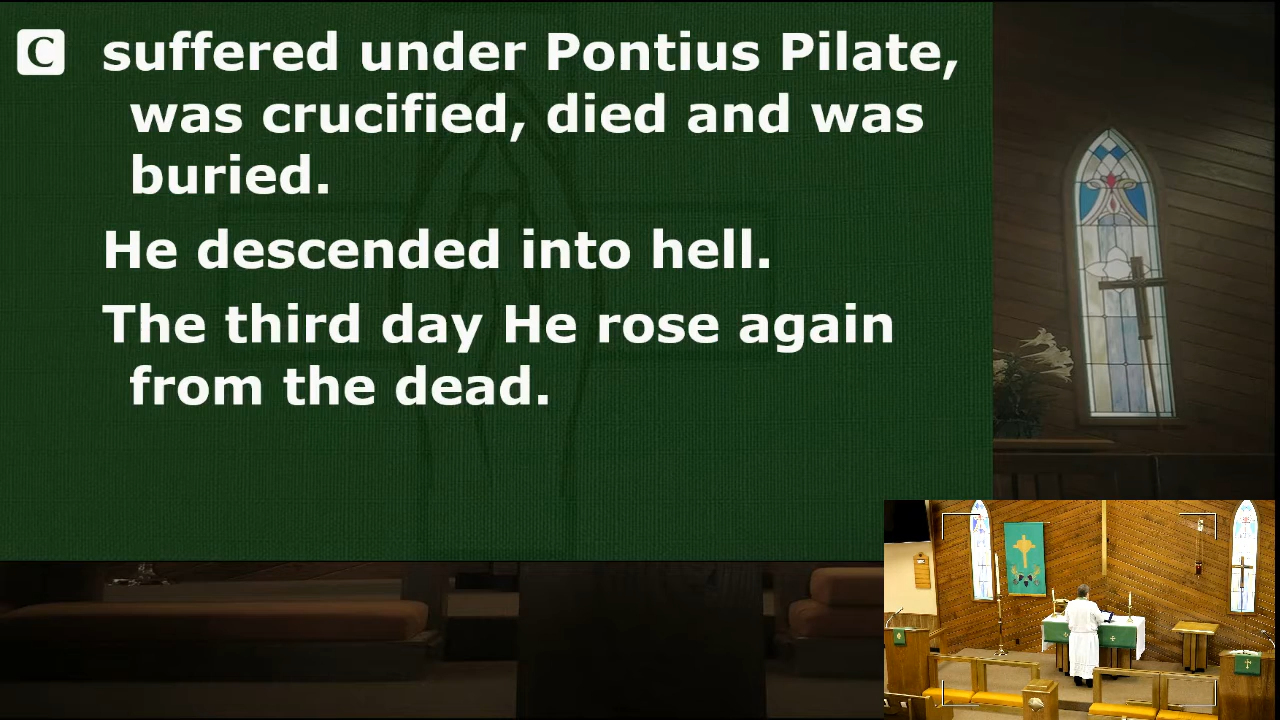 C suffered under Pontius Pilate,
was crucified, died and was
buried.
He descended into hell.
The third day He rose again
from the dead.